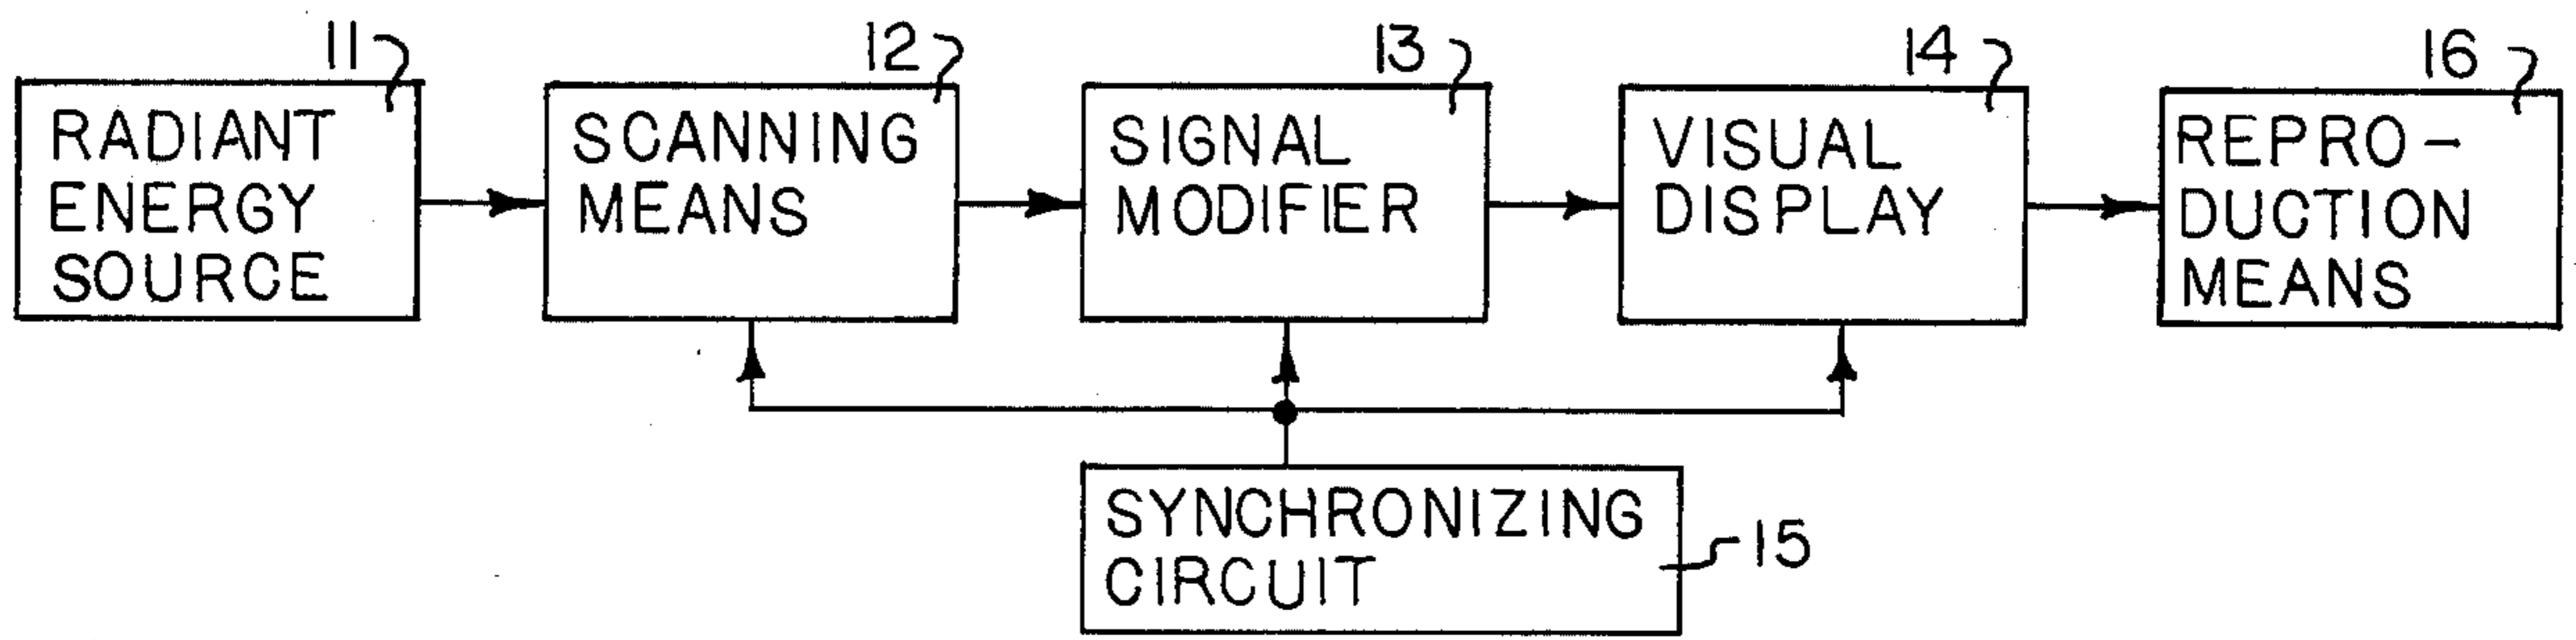 11
RADIANT
ENERGY
SOURCE
12
SCANNING
MEANS
13
SIGNAL
MODIFIER
14
VISUAL
DISPLAY
16
REPRO-
DUCTION
MEANS
SYNCHRONIZING
CIRCUIT
15